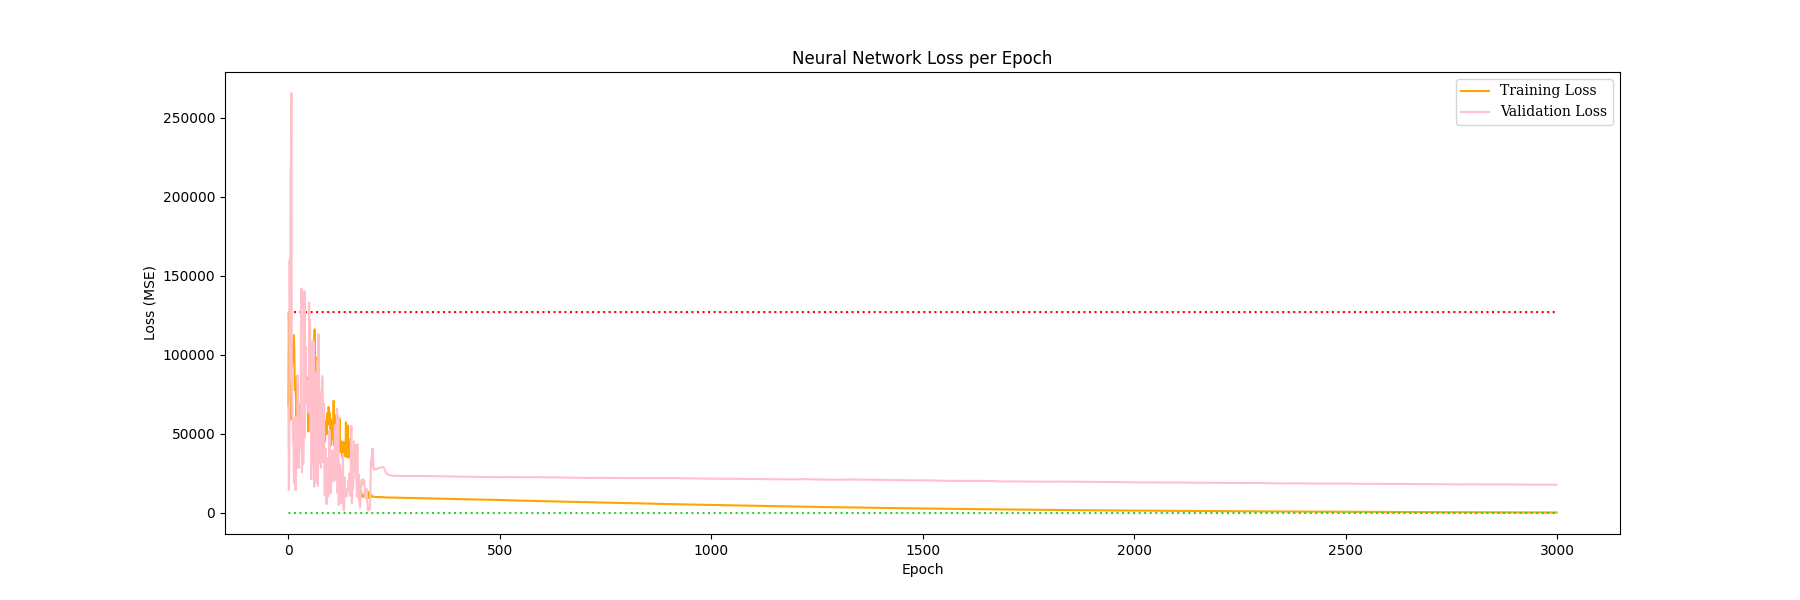 Neural Network Loss per Epoch
Training Loss
Validation Loss
Loss (MSE)
250000
200000
150000
100000
50000
0
0 500 1000 1500 2000 2500 3000
Epoch